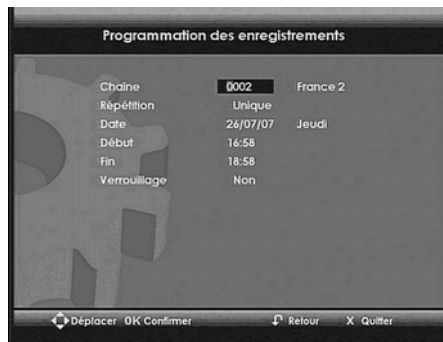 Programmation des enregistrements
Chaîne 0002 France 2
Répétition Unique
Date 26/07/07 Jeudi
Début 16:58
Fin 18:58
Verrouillage Non
Déplacer OK Confirmer Retour X Quitter